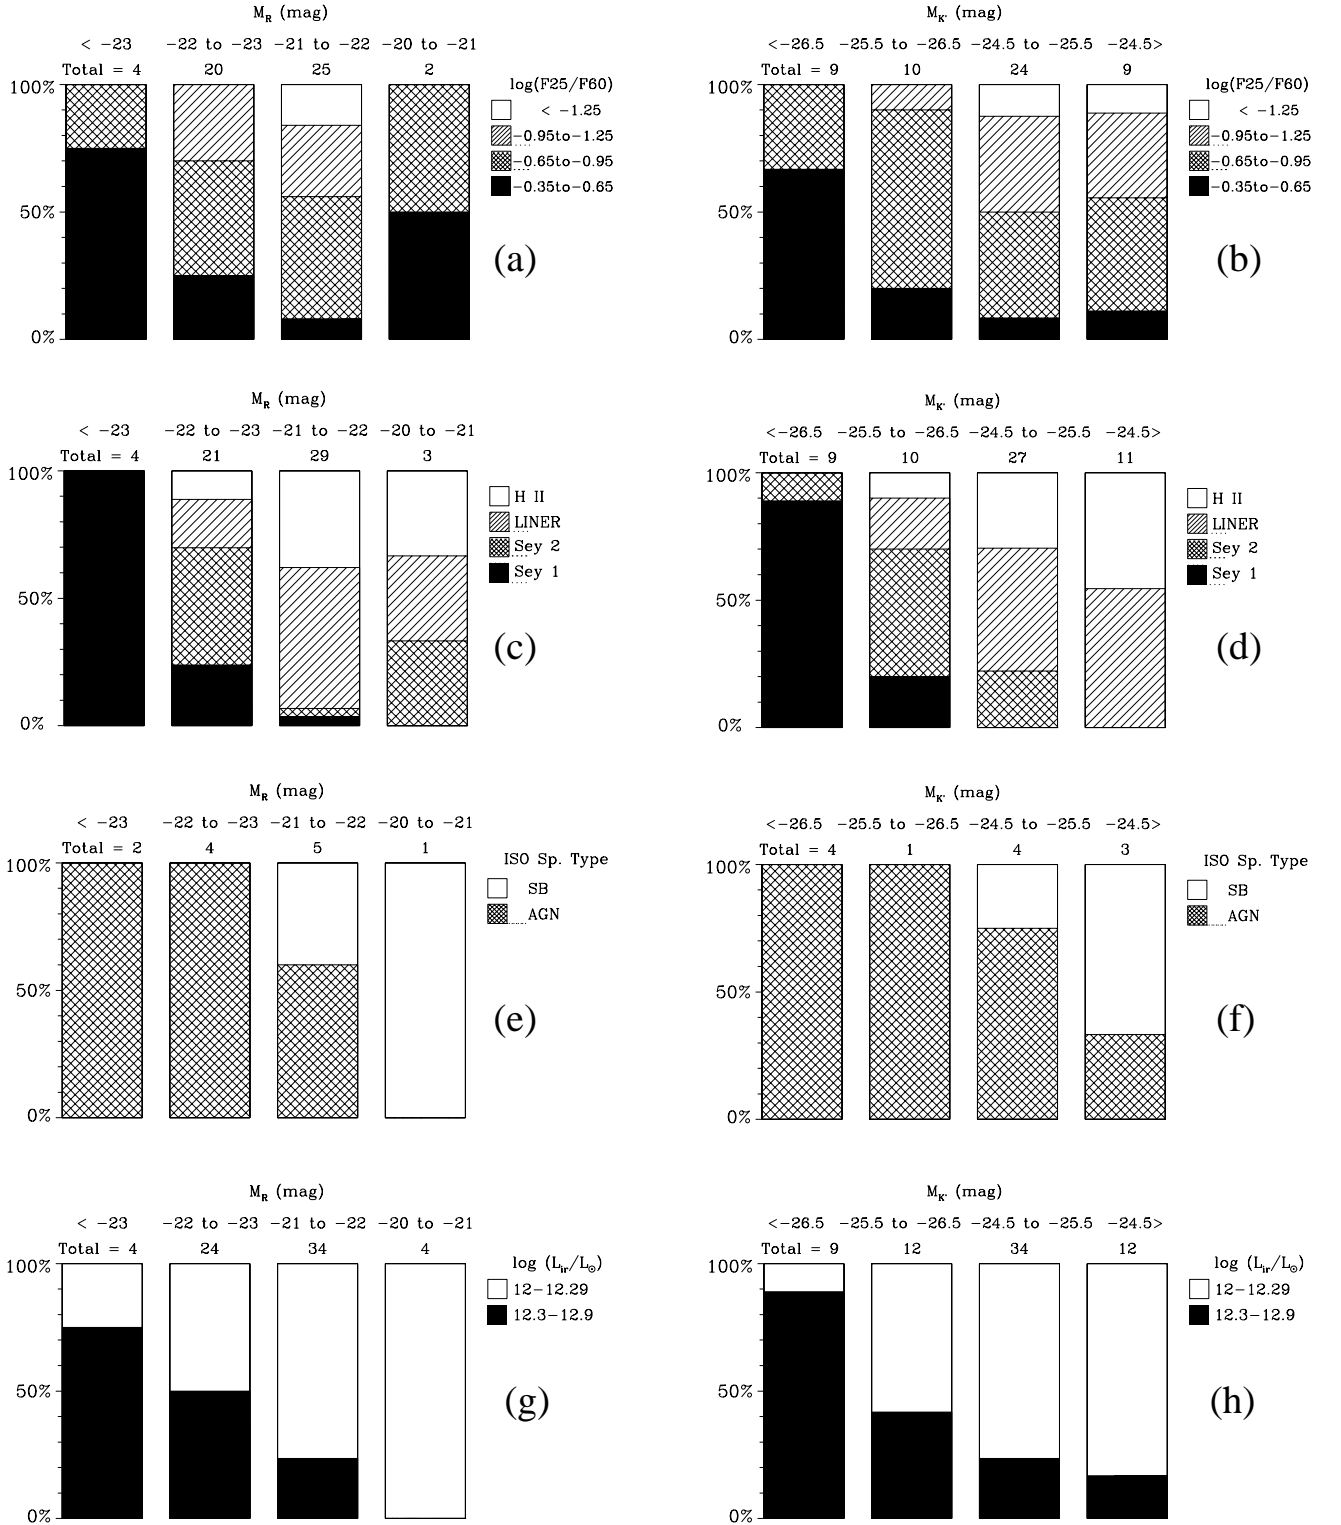 M_R (mag)
< −23 −22 to −23 −21 to −22 −20 to −21
Total = 4 20 25 2
100%
50%
0%
log(F25/F60)
< −1.25
−0.95to−1.25
−0.65to−0.95
−0.35to−0.65
(a)
M_K' (mag)
<−26.5 −25.5 to −26.5 −24.5 to −25.5 −24.5>
Total = 9 10 24 9
100%
50%
0%
log(F25/F60)
< −1.25
−0.95to−1.25
−0.65to−0.95
−0.35to−0.65
(b)
M_R (mag)
< −23 −22 to −23 −21 to −22 −20 to −21
Total = 4 21 29 3
100%
50%
0%
H II
LINER
Sey 2
Sey 1
(c)
M_K' (mag)
<−26.5 −25.5 to −26.5 −24.5 to −25.5 −24.5>
Total = 9 10 27 11
100%
50%
0%
H II
LINER
Sey 2
Sey 1
(d)
M_R (mag)
< −23 −22 to −23 −21 to −22 −20 to −21
Total = 2 4 5 1
100%
50%
0%
ISO Sp. Type
SB
AGN
(e)
M_K' (mag)
<−26.5 −25.5 to −26.5 −24.5 to −25.5 −24.5>
Total = 4 1 4 3
100%
50%
0%
ISO Sp. Type
SB
AGN
(f)
M_R (mag)
< −23 −22 to −23 −21 to −22 −20 to −21
Total = 4 24 34 4
100%
50%
0%
log (L_ir/L_⊙)
12−12.29
12.3−12.9
(g)
M_K' (mag)
<−26.5 −25.5 to −26.5 −24.5 to −25.5 −24.5>
Total = 9 12 34 12
100%
50%
0%
log (L_ir/L_⊙)
12−12.29
12.3−12.9
(h)